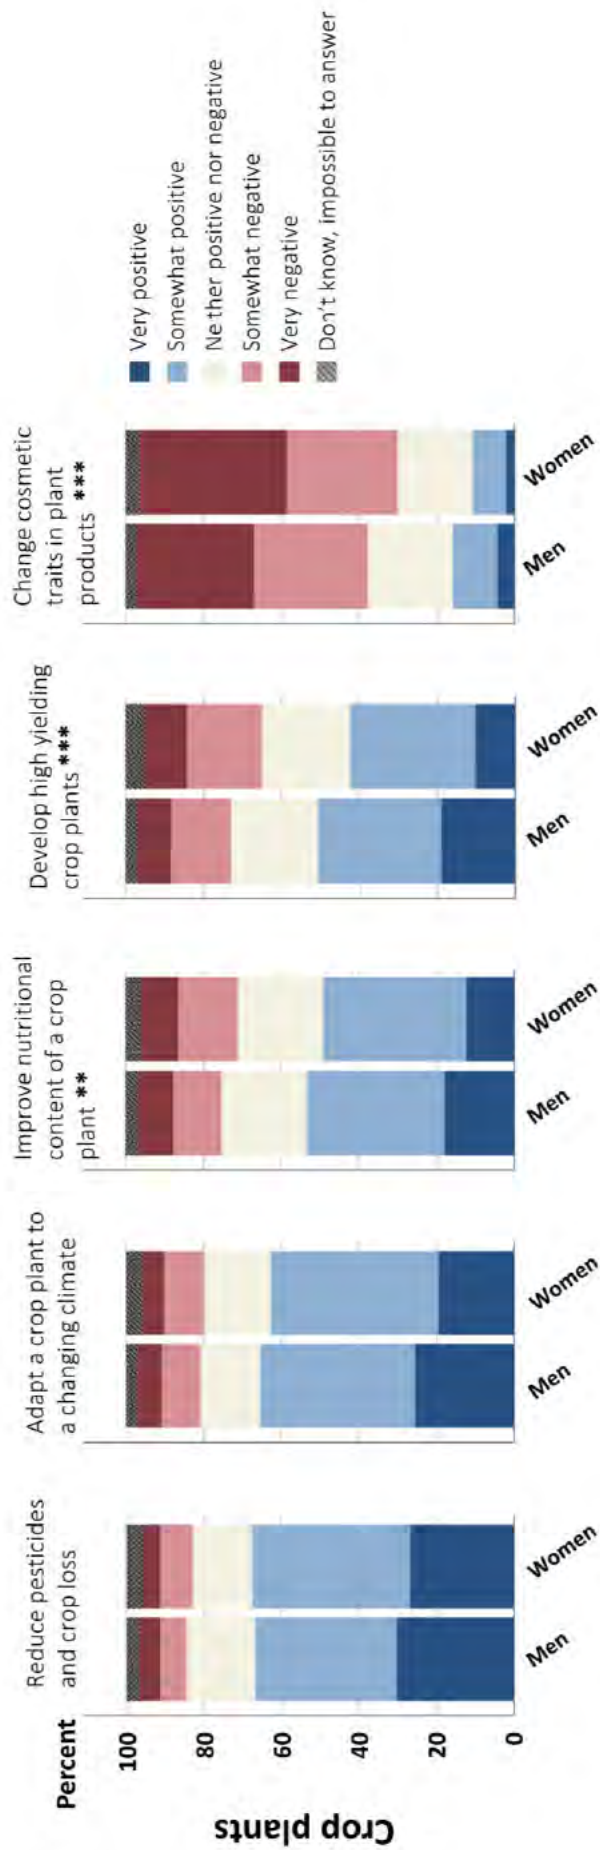 Percent
100
80
60
40
20
0
Crop plants
Reduce pesticides
and crop loss
Men
Women
Adapt a crop plant to
a changing climate
Men
Women
Improve nutritional
content of a crop
plant **
Men
Women
Develop high yielding
crop plants ***
Men
Women
Change cosmetic
traits in plant
products ***
Men
Women
Very positive
Somewhat positive
Nether positive nor negative
Somewhat negative
Very negative
Don't know, impossible to answer